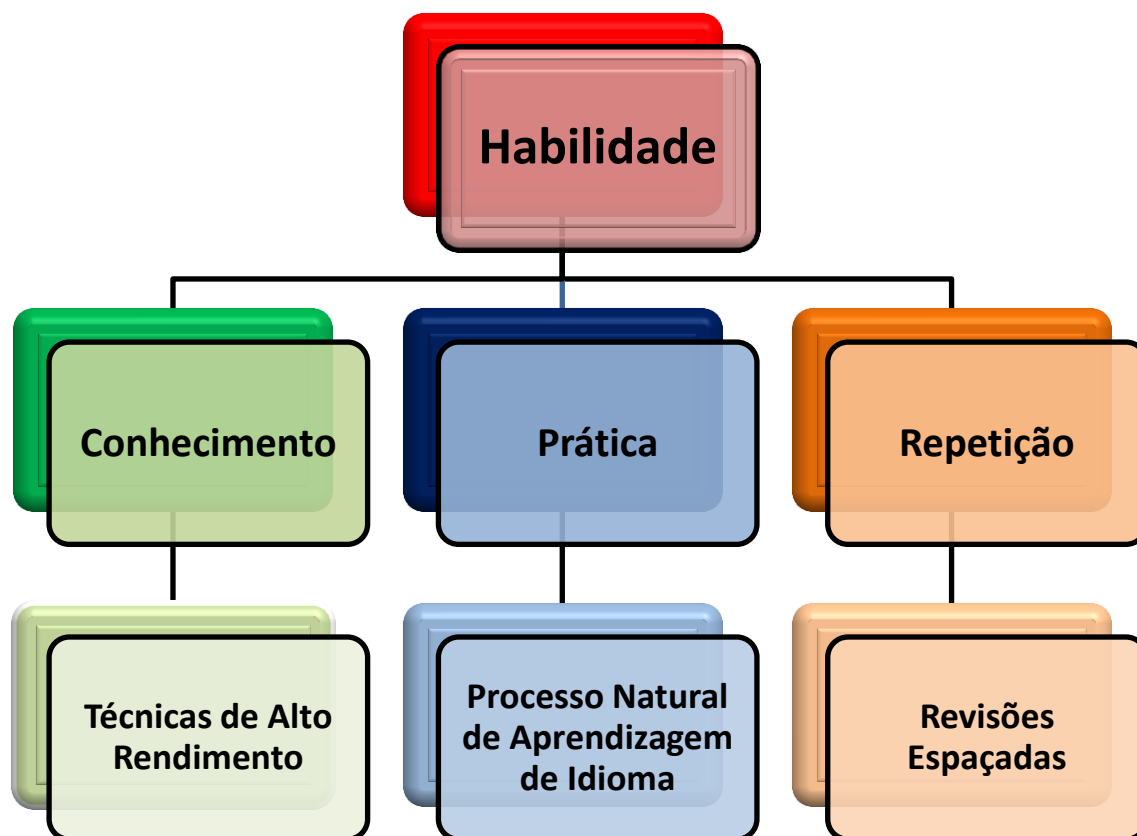 Habilidade
Conhecimento
Prática
Repetição
Técnicas de Alto
Rendimento
Processo Natural
de Aprendizagem
de Idioma
Revisões
Espaçadas